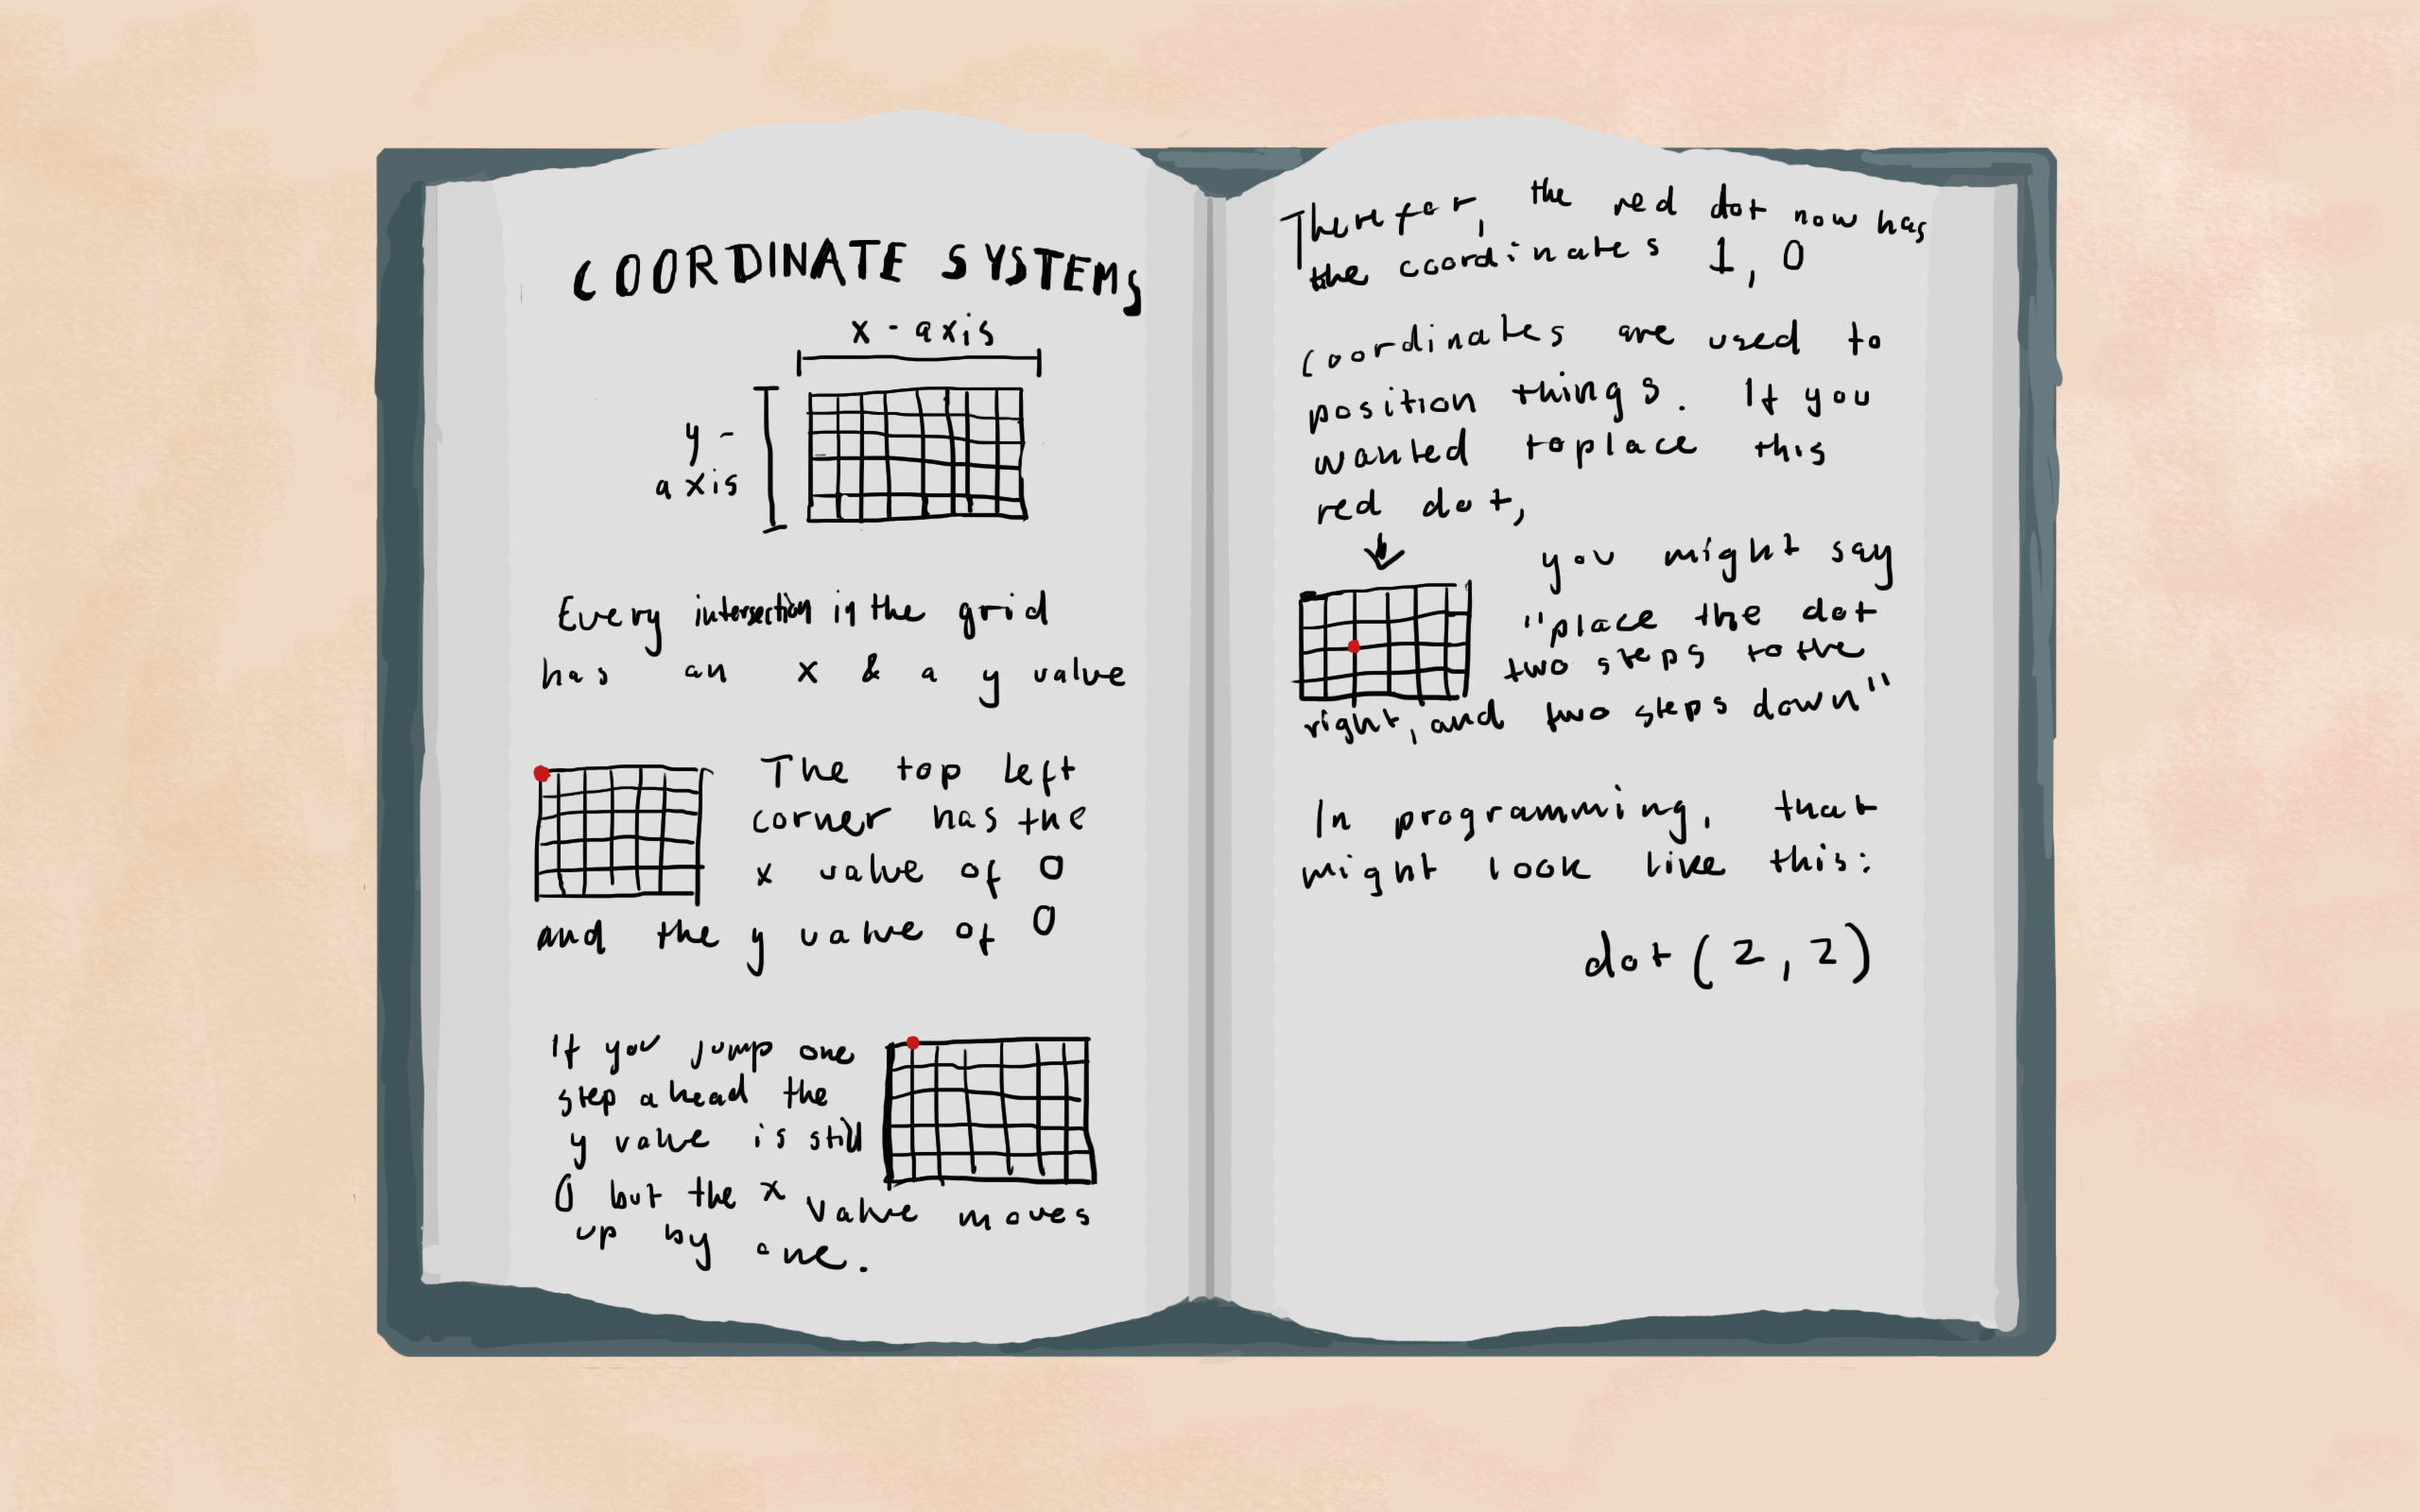 COORDINATE SYSTEMS
x - axis
y -
axis
Every intersection in the grid
has an x & a y value
The top left
corner has the
x value of 0
and the y value of 0
If you jump one
step ahead the
y value is still
0 but the x value moves
up by one.
Therefor, the red dot now has
the coordinates 1, 0
Coordinates are used to
position things. If you
wanted to place this
red dot,
you might say
"place the dot
two steps to the
right, and two steps down"
In programming, that
might look like this:
dot (2, 2)